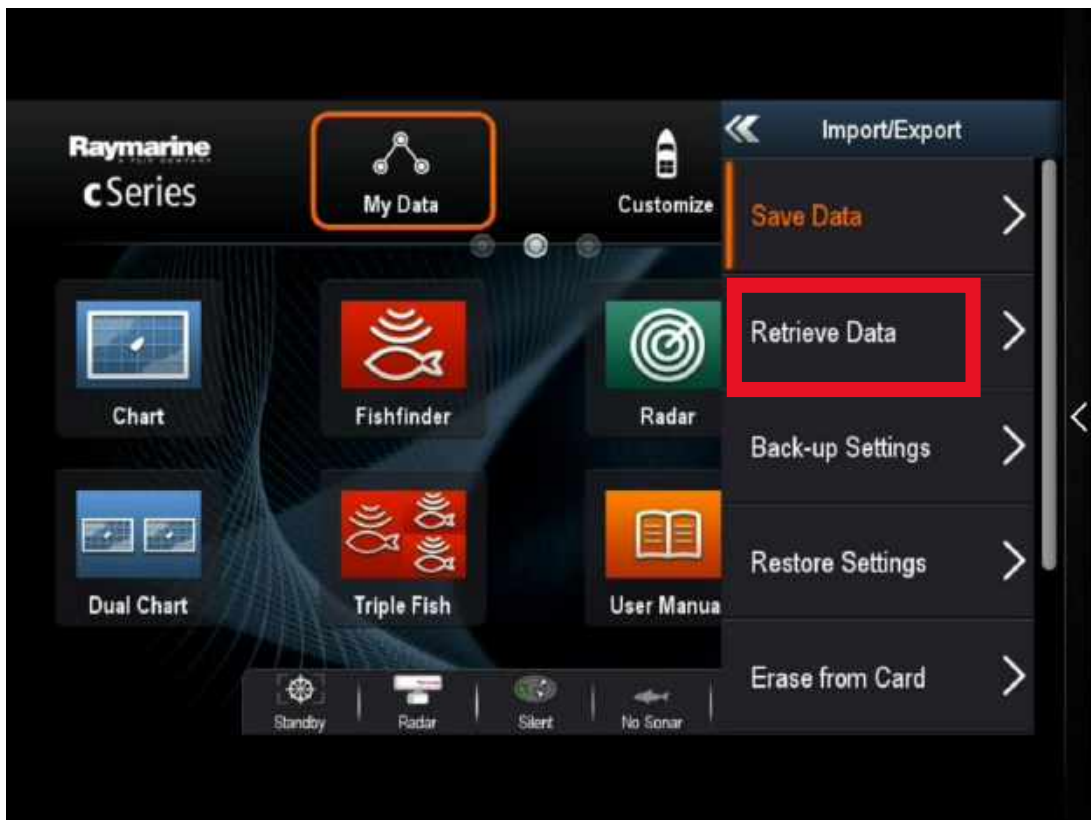 Raymarine
cSeries
My Data
Customize
Import/Export
Save Data
Retrieve Data
Back-up Settings
Restore Settings
Erase from Card
Chart
Fishfinder
Radar
Dual Chart
Triple Fish
User Manua
Standby
Radar
Silent
No Sonar